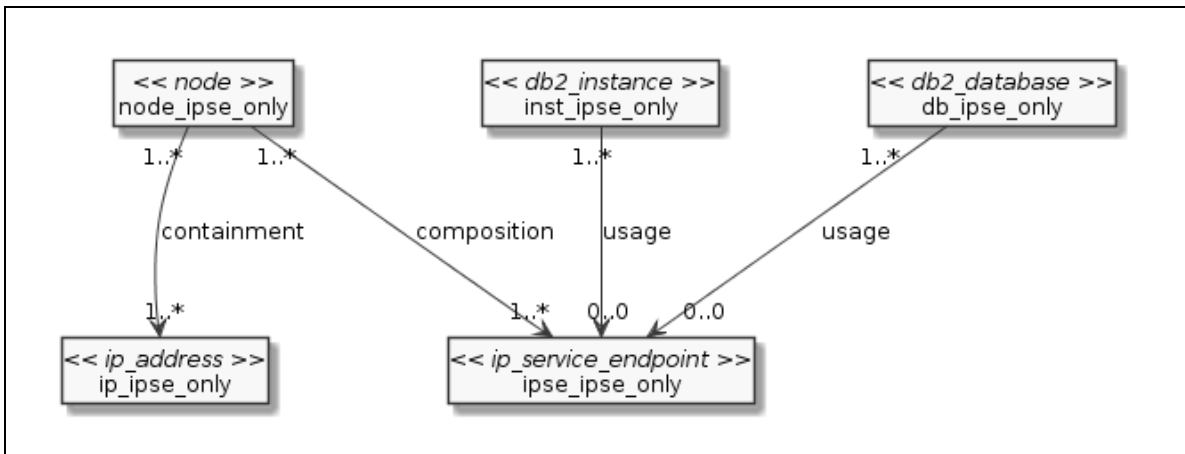 << node >>
node_ipse_only
<< db2_instance >>
inst_ipse_only
<< db2_database >>
db_ipse_only
1..*
1..*
1..*
1..*
containment
composition
usage
usage
1..*
1..*
0..0
0..0
<< ip_address >>
ip_ipse_only
<< ip_service_endpoint >>
ipse_ipse_only